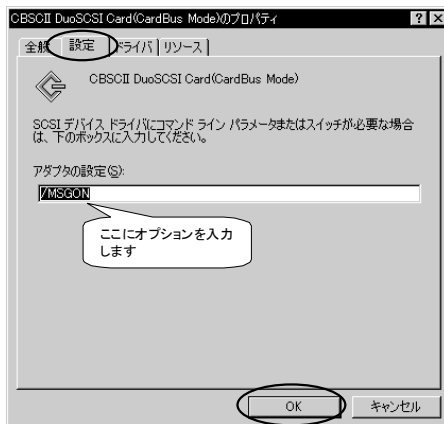 CBSCII DuoSCSI Card(CardBus Mode)のプロパティ
全般 設定 ドライバ リソース
CBSCII DuoSCSI Card(CardBus Mode)
SCSI デバイス ドライバにコマンド ライン パラメータまたはスイッチが必要な場合
は、下のボックスに入力してください。
アダプタの設定(S):
/MSGON
ここにオプションを入力
します
OK キャンセル